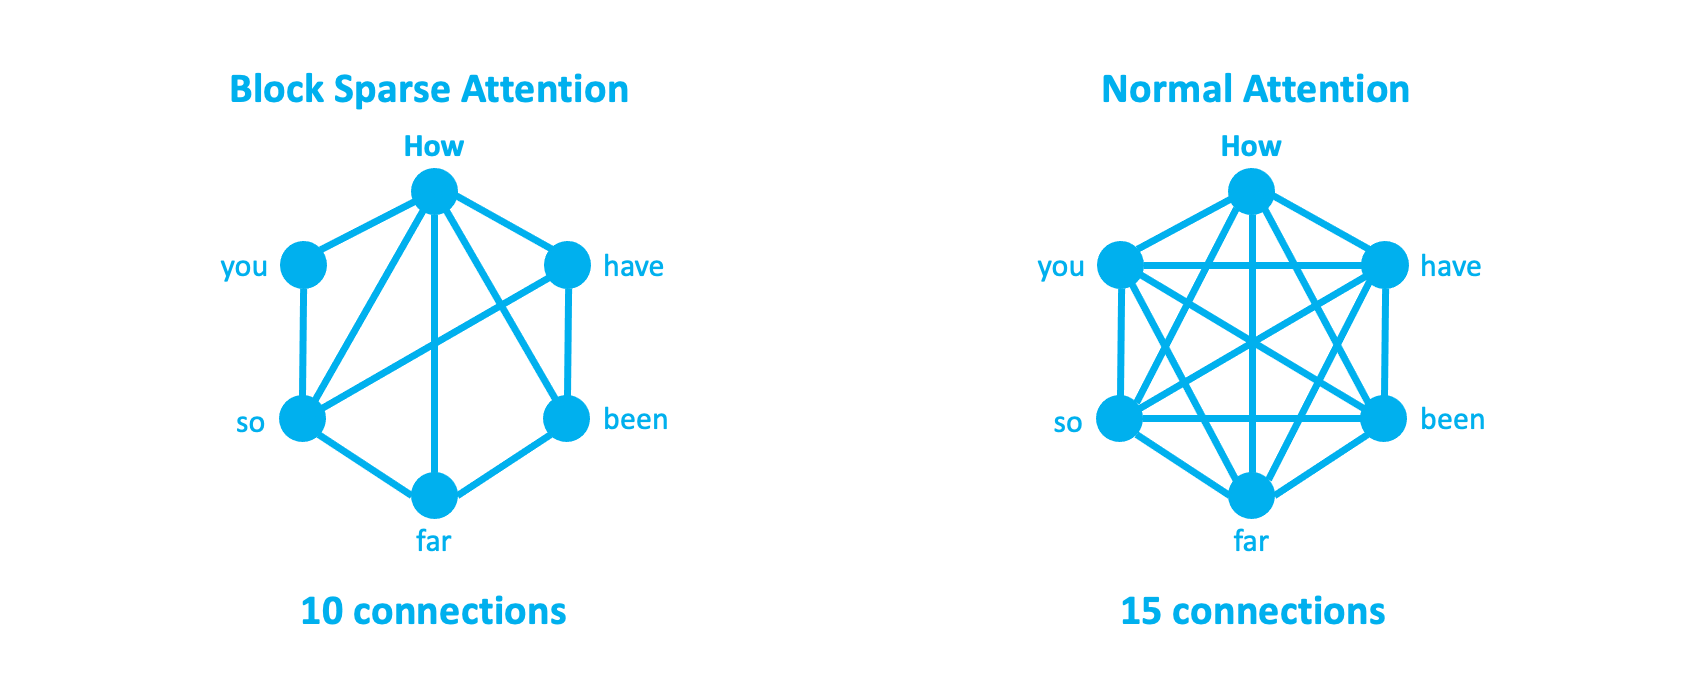 Block Sparse Attention
How
you
have
so
been
far
10 connections
Normal Attention
How
you
have
so
been
far
15 connections